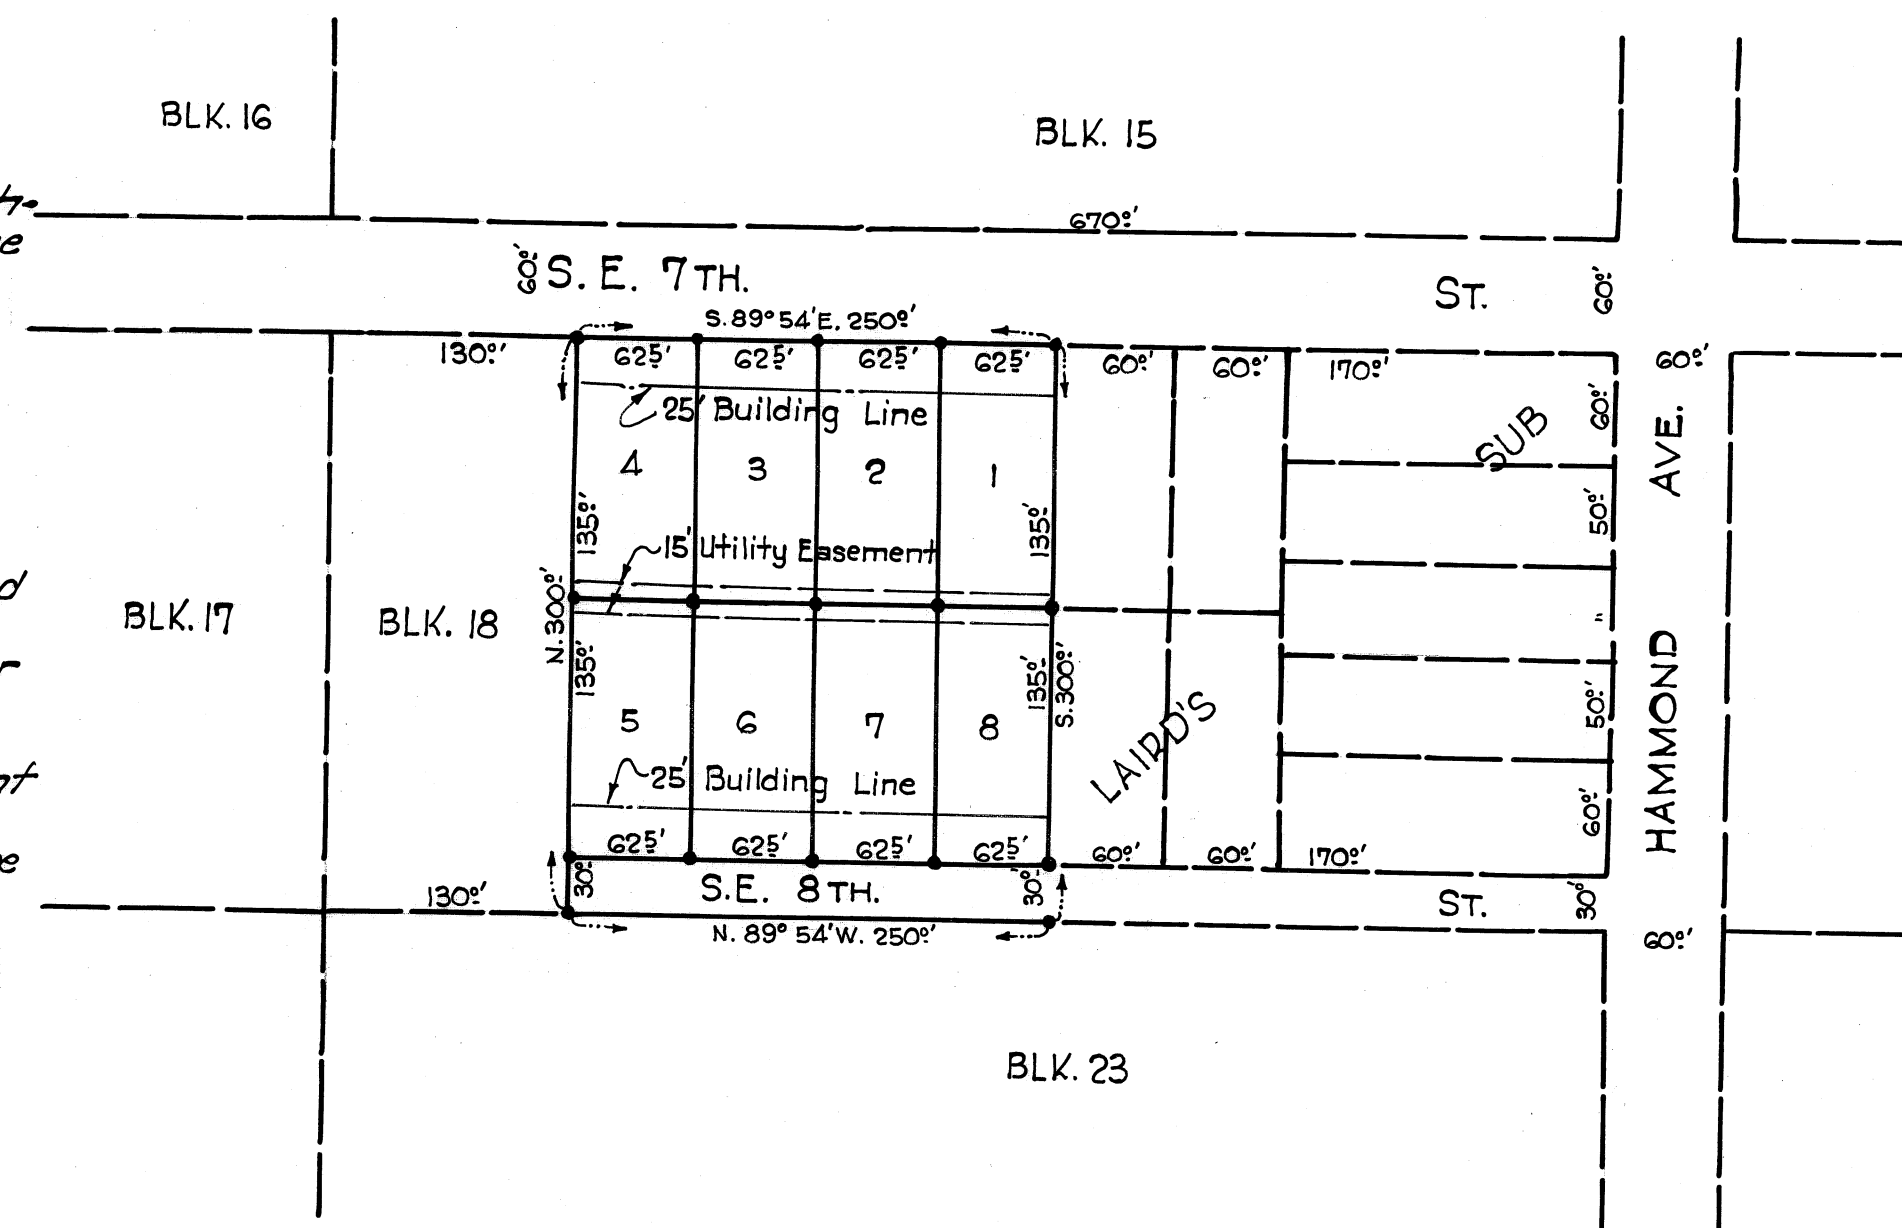 BLK. 16
BLK. 15
670.0'
60.0'
S. E. 7TH. ST.
60.0'
S. 89° 54' E. 250.0'
130.0' 62.5' 62.5' 62.5' 62.5' 60.0' 60.0' 170.0' 60.0'
60.0'
25' Building Line
SUB
AVE.
4 3 2 1
135.0' 135.0' 50.0'
15' Utility Easement
N. 300.0'
BLK. 17
BLK. 18
"
HAMMOND
135.0' 135.0' S. 300.0' 50.0'
LAIRD'S
5 6 7 8
25' Building Line
60.0'
62.5' 62.5' 62.5' 62.5' 60.0' 60.0' 170.0'
130.0' 30.0' S.E. 8TH. 30.0' ST. 30.0'
N. 89° 54' W. 250.0'
60.0'
BLK. 23